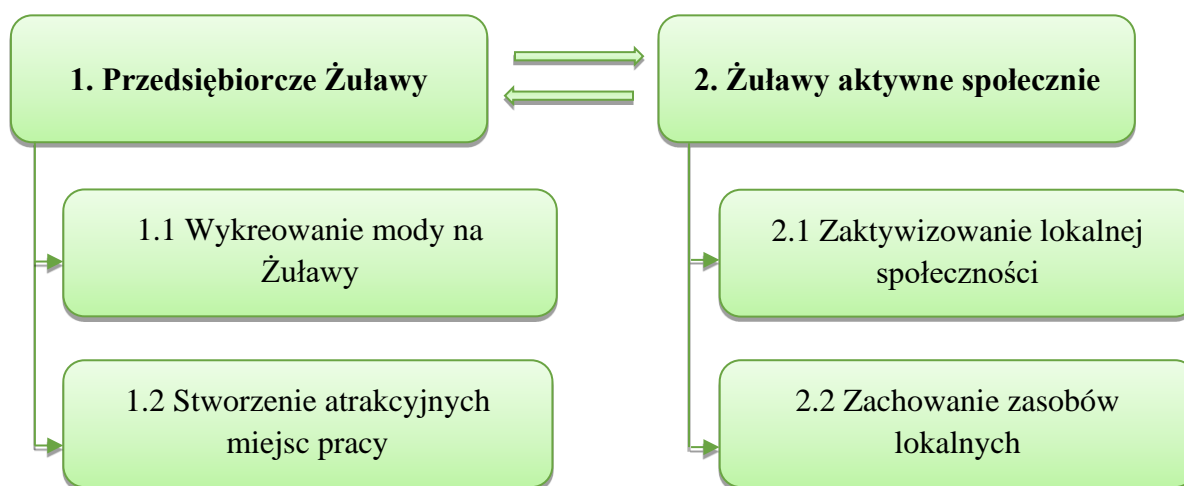 1. Przedsiębiorcze Żuławy
1.1 Wykreowanie mody na
Żuławy
1.2 Stworzenie atrakcyjnych
miejsc pracy
2. Żuławy aktywne społecznie
2.1 Zaktywizowanie lokalnej
społeczności
2.2 Zachowanie zasobów
lokalnych